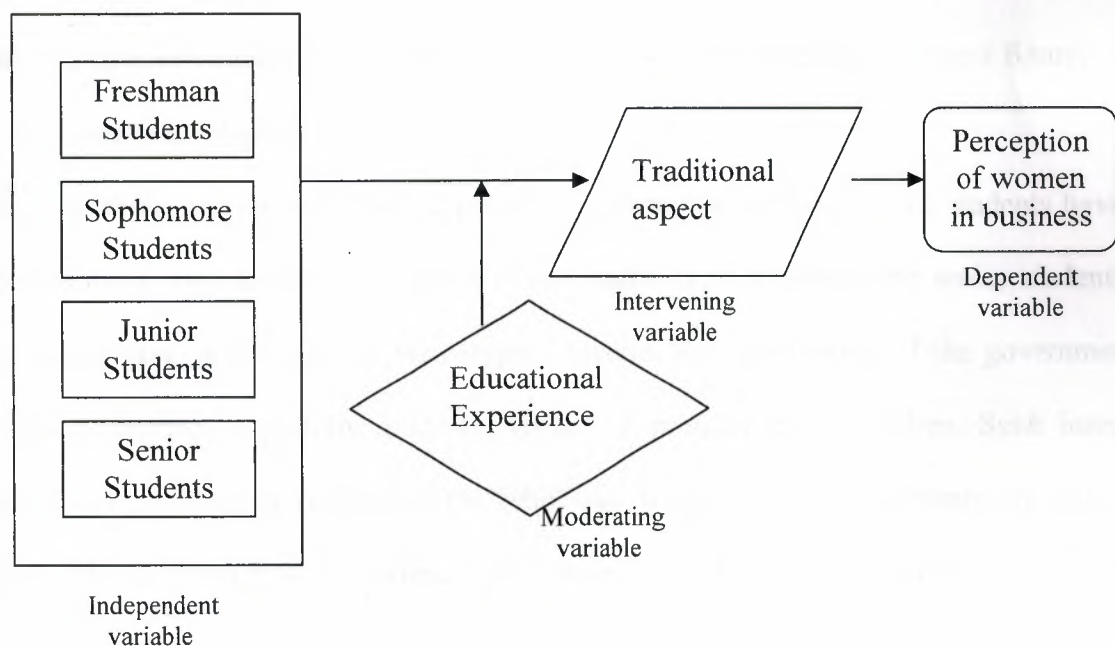 Freshman
Students
Sophomore
Students
Junior
Students
Senior
Students
Independent
variable
Traditional
aspect
Intervening
variable
Educational
Experience
Moderating
variable
Perception
of women
in business
Dependent
variable